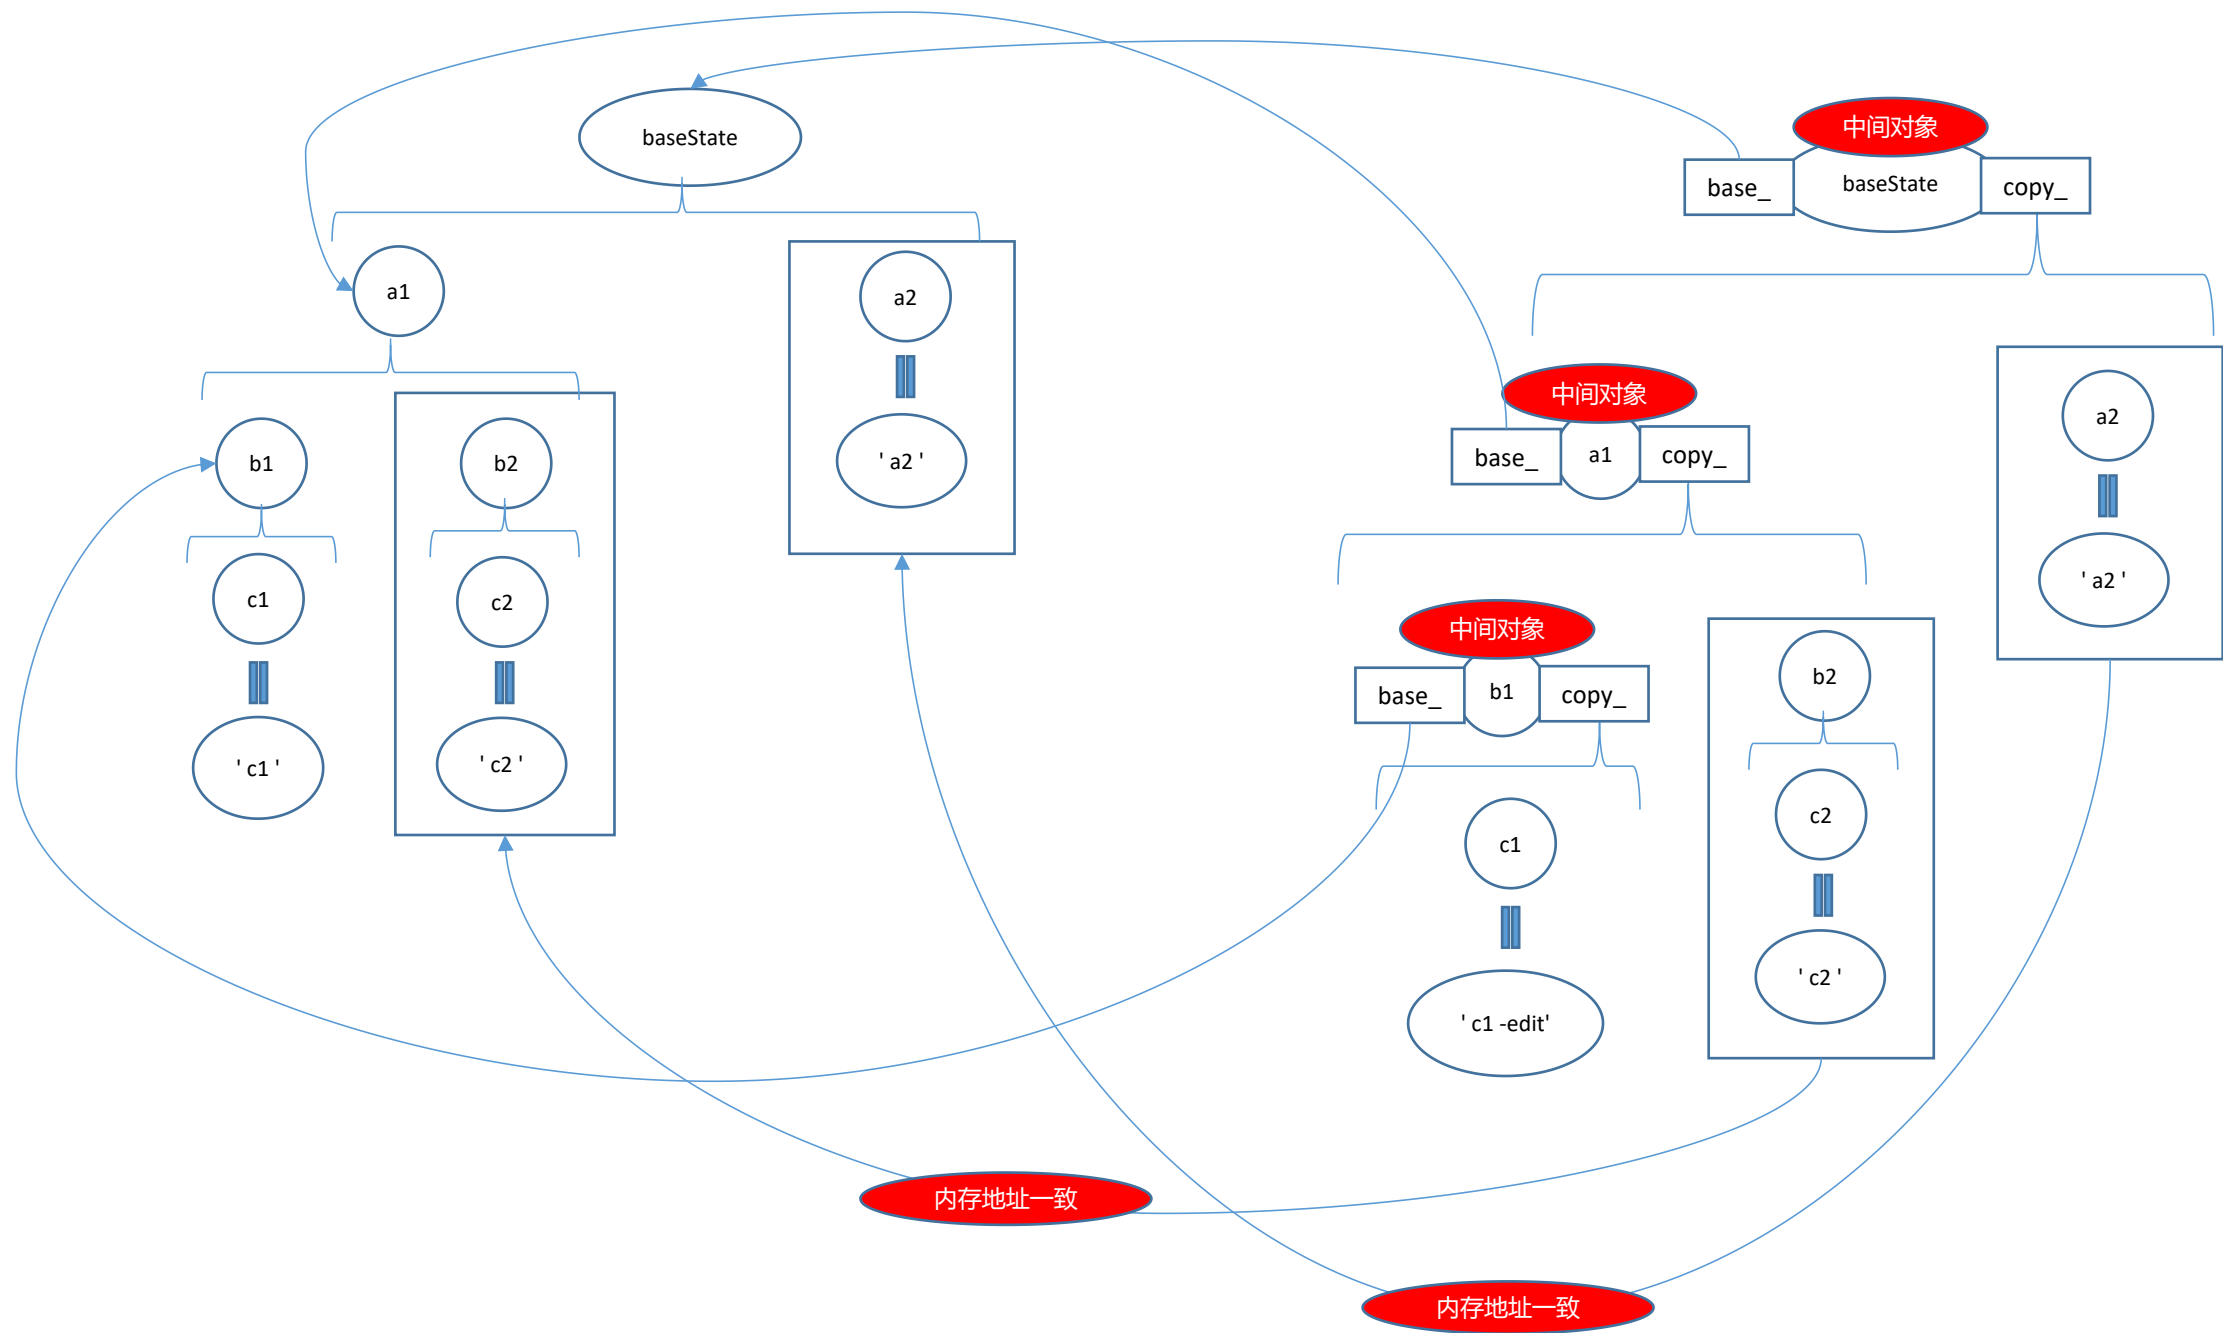 baseState
中间对象
base_
baseState
copy_
a1
a2
' a2 '
中间对象
base_
a1
copy_
a2
' a2 '
b1
b2
c1
c2
' c1 '
' c2 '
中间对象
base_
b1
copy_
b2
c1
c2
' c1 -edit'
' c2 '
内存地址一致
内存地址一致